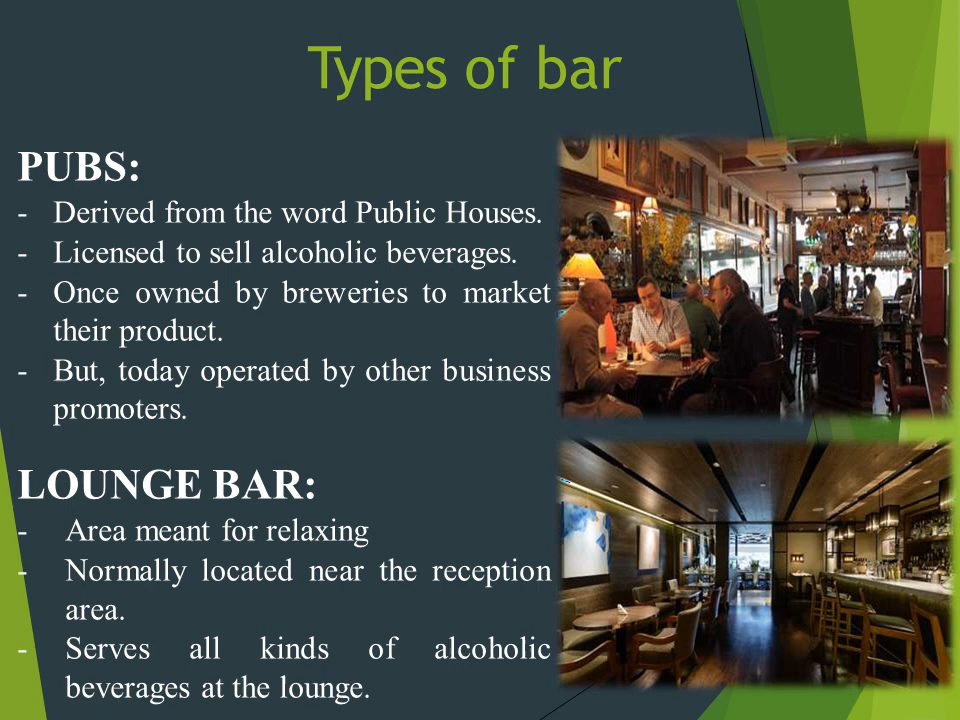 Types of bar
PUBS:
- Derived from the word Public Houses.
- Licensed to sell alcoholic beverages.
- Once owned by breweries to market
their product.
- But, today operated by other business
promoters.
LOUNGE BAR:
- Area meant for relaxing
- Normally located near the reception
area.
- Serves all kinds of alcoholic
beverages at the lounge.